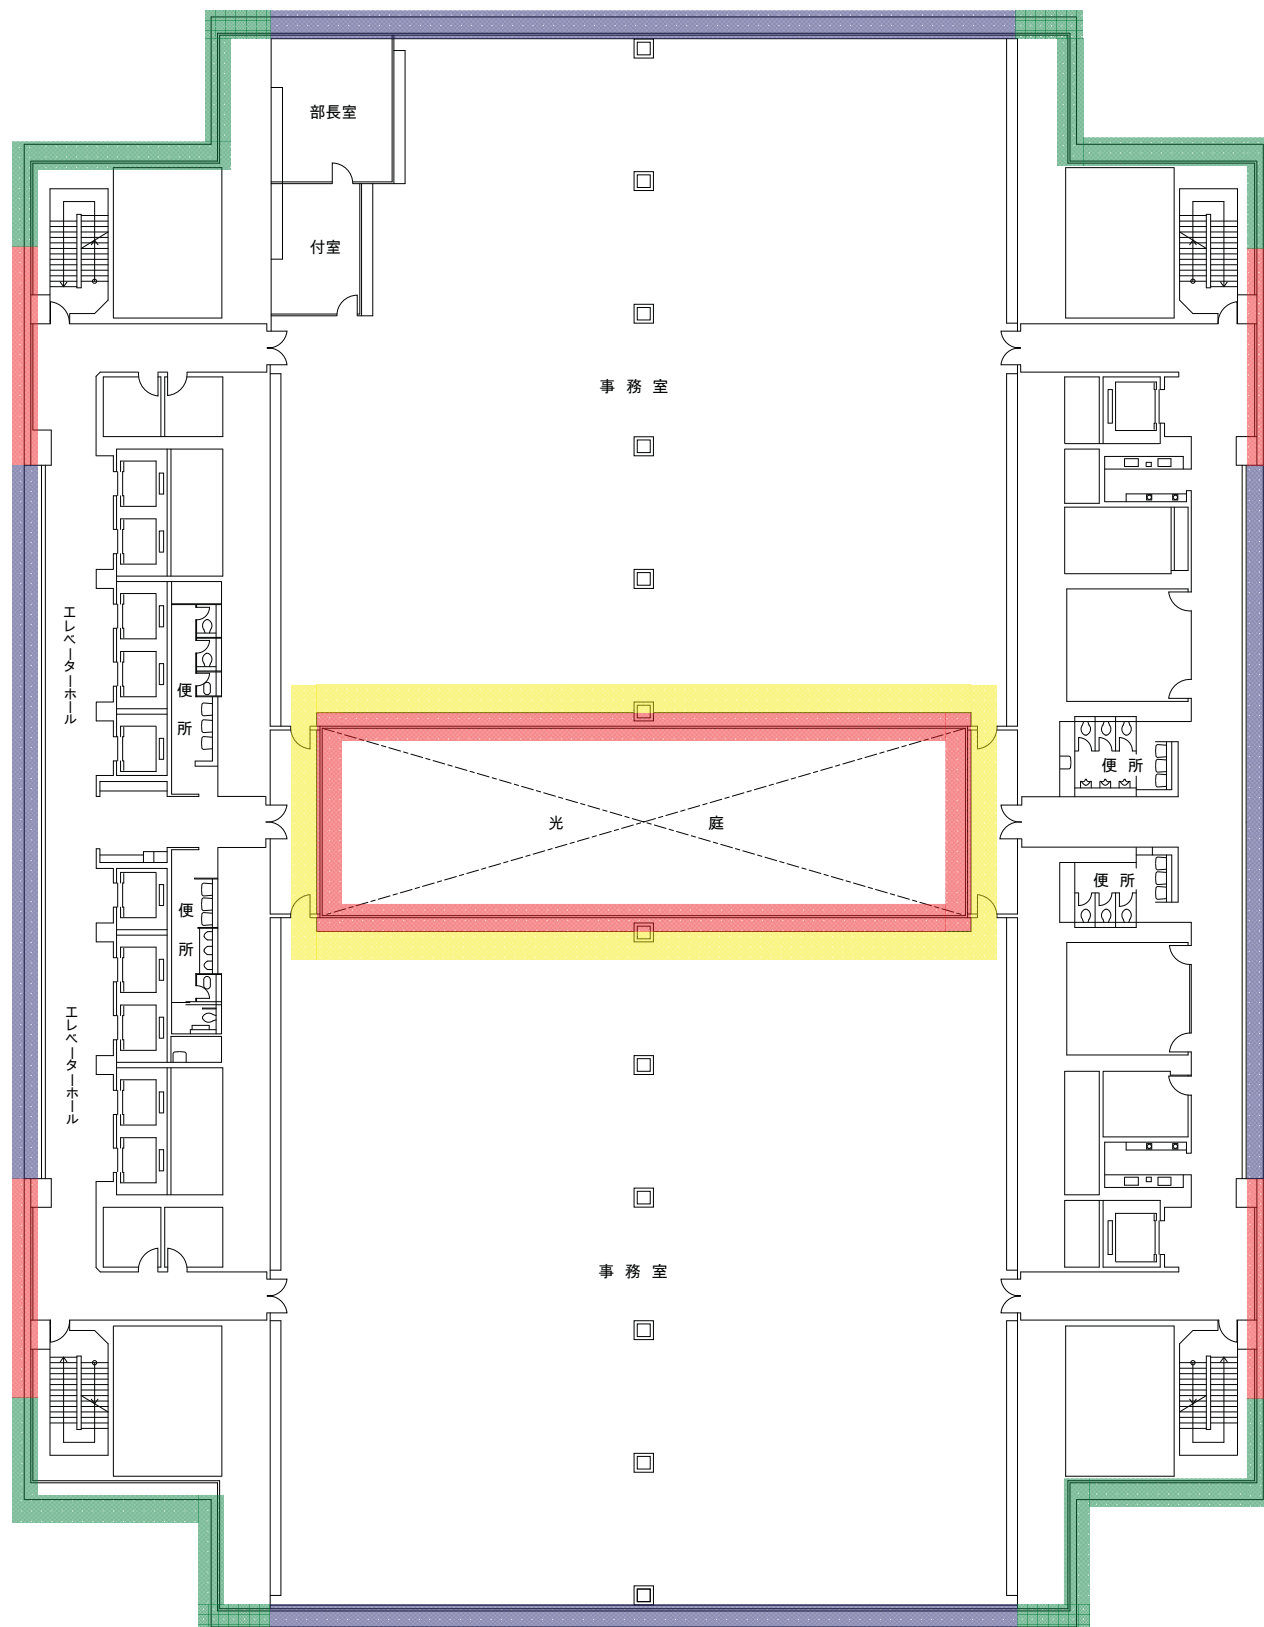 部長室
付室
事務室
エレベーターホール
便所
便所
光庭
便所
便所
エレベーターホール
事務室